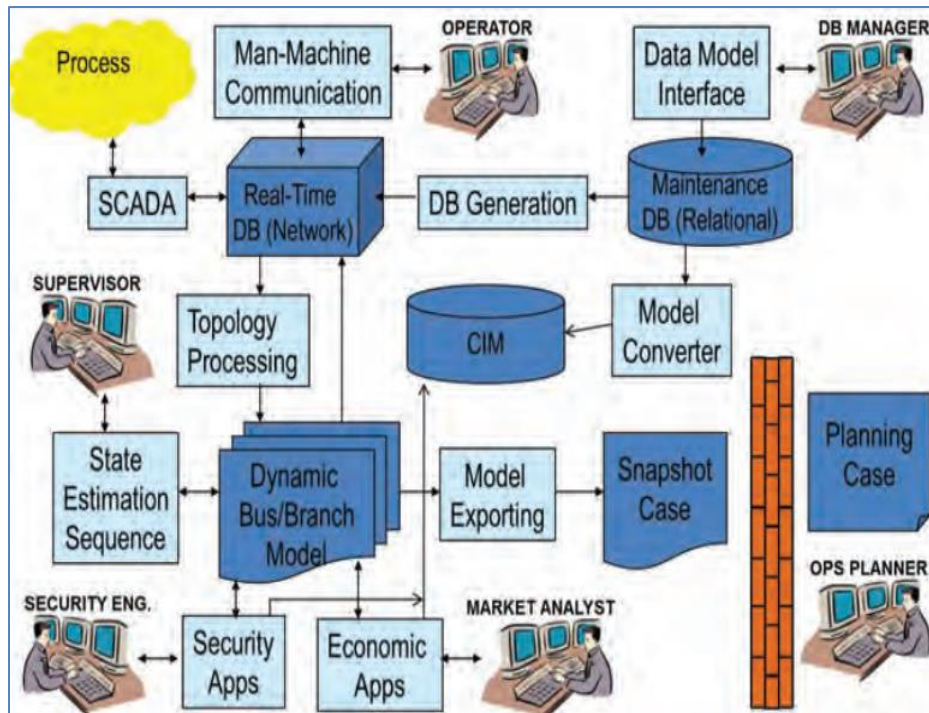 Process
Man-Machine
Communication
OPERATOR
Data Model
Interface
DB MANAGER
SCADA
Real-Time
DB (Network)
DB Generation
Maintenance
DB (Relational)
SUPERVISOR
Topology
Processing
CIM
Model
Converter
State
Estimation
Sequence
Dynamic
Bus/Branch
Model
Model
Exporting
Snapshot
Case
Planning
Case
SECURITY ENG.
Security
Apps
Economic
Apps
MARKET ANALYST
OPS PLANNER